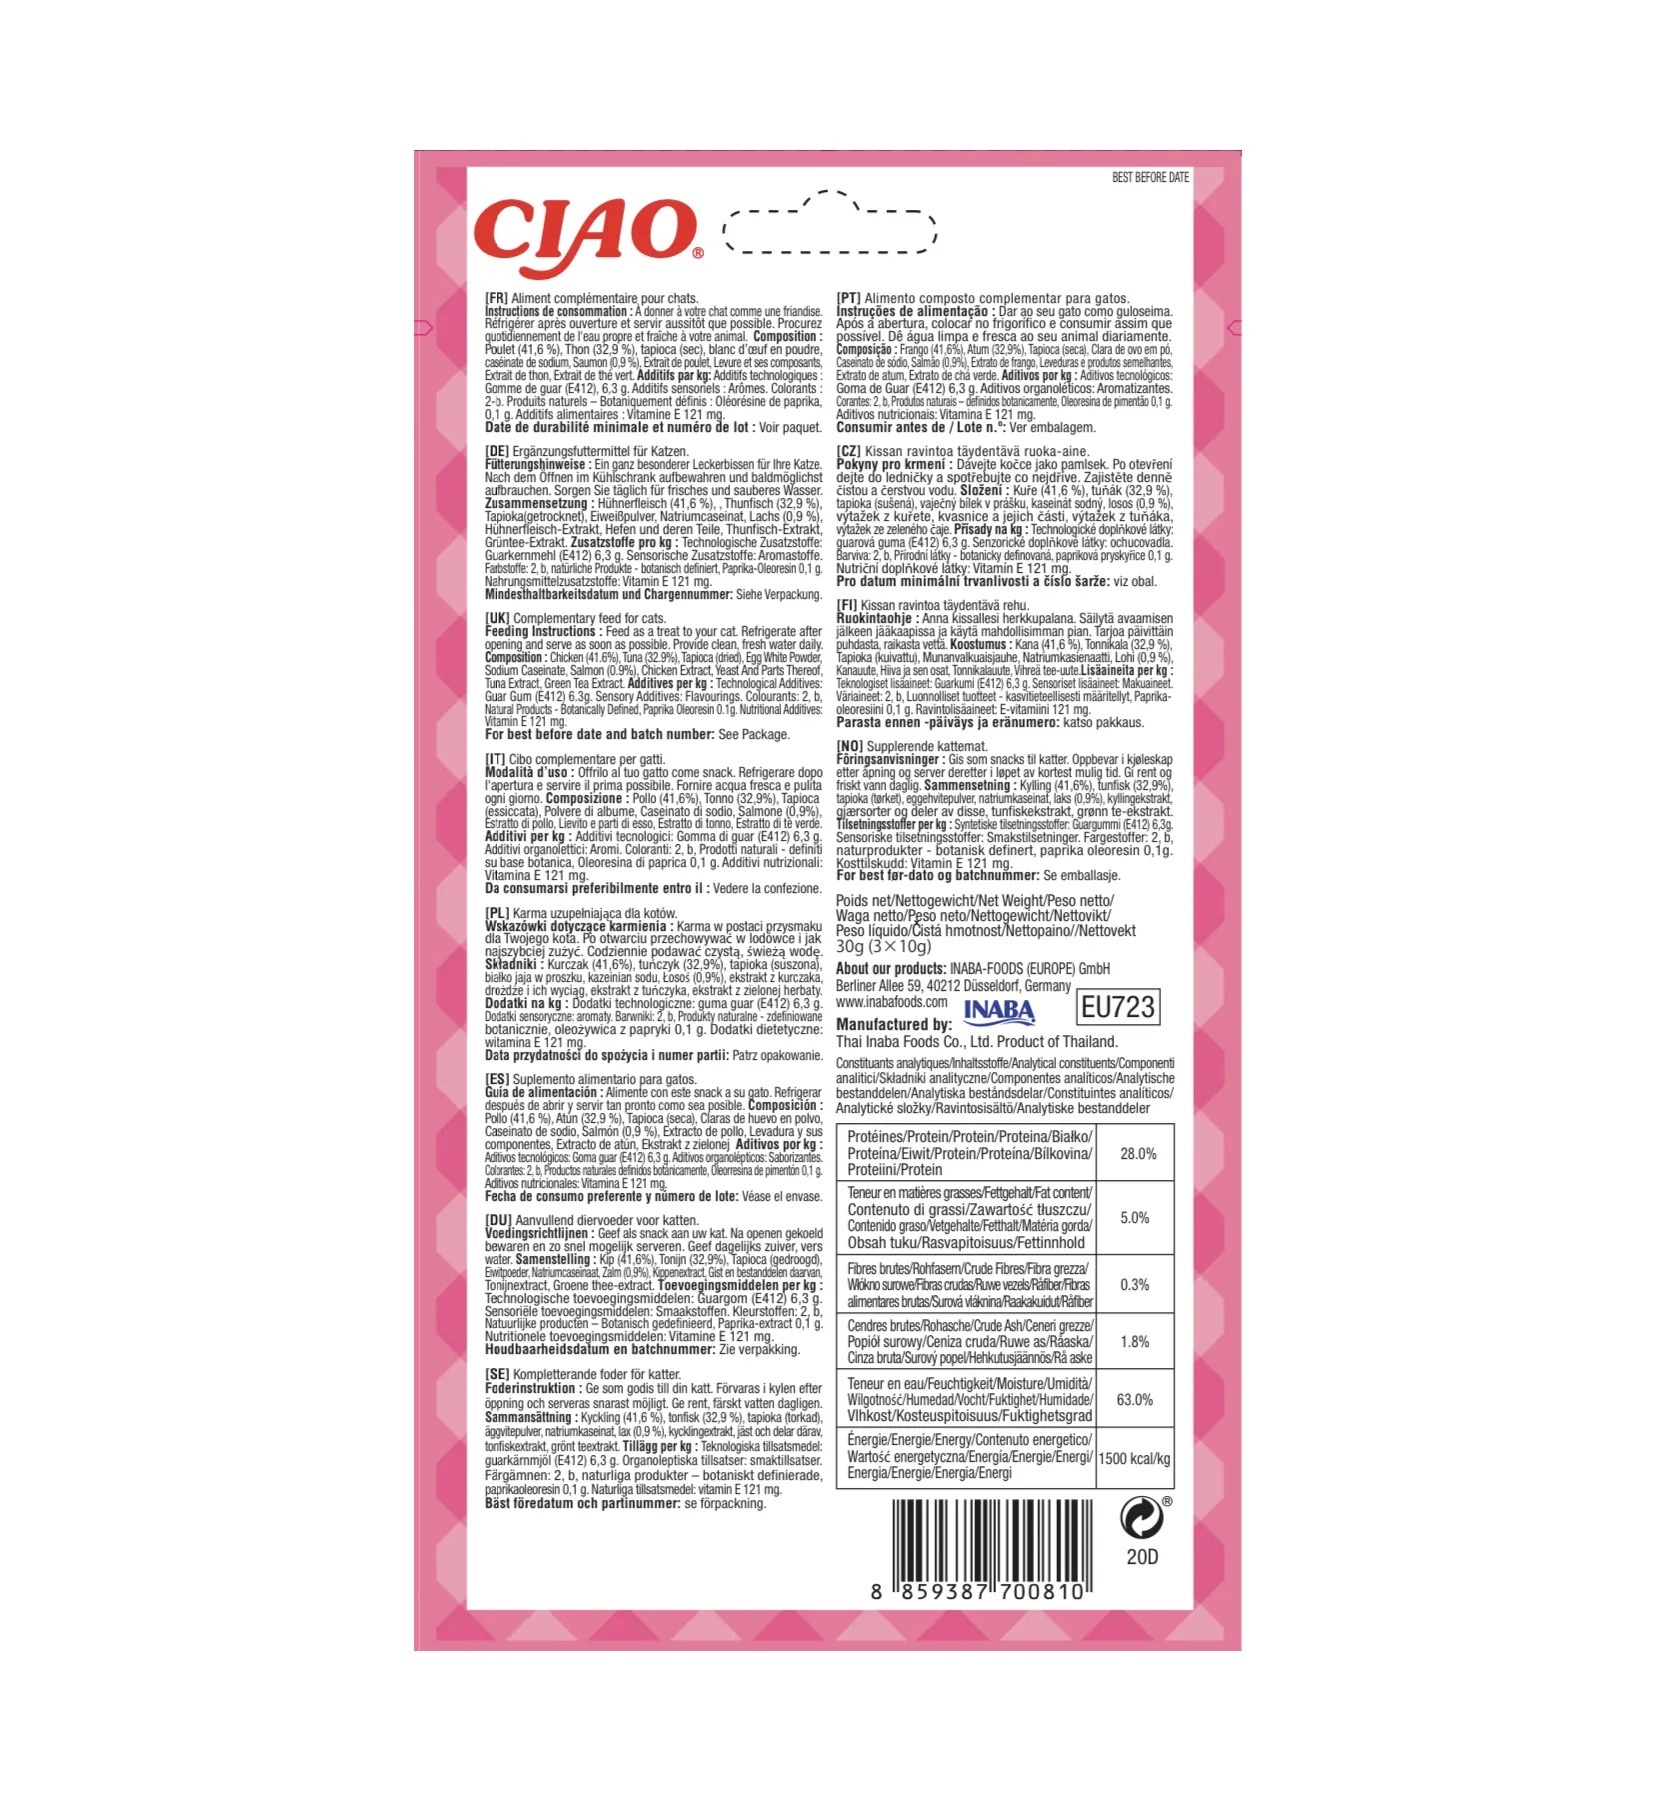 BEST BEFORE DATE
CIAO®
[FR] Aliment complémentaire pour chats.
Instructions de consommation : À donner à votre chat comme une friandise.
Réfrigérer après ouverture et servir aussitôt que possible. Procurez
quotidiennement de l'eau propre et fraîche à votre animal. Composition :
Poulet (41,6 %), Thon (32,9 %), tapioca (sec), blanc d'œuf en poudre,
caséinate de sodium, Saumon (0,9 %), Extrait de poulet, Levure et ses composants,
Extrait de thon, Extrait de thé vert. Additifs par kg: Additifs technologiques :
Gomme de guar (E412), 6,3 g. Additifs sensoriels : Arômes. Colorants :
2-b. Produits naturels – Botaniquement définis : Oléorésine de paprika,
0,1 g. Additifs alimentaires : Vitamine E 121 mg.
Date de durabilité minimale et numéro de lot : Voir paquet.
[DE] Ergänzungsfuttermittel für Katzen.
Fütterungshinweise : Ein ganz besonderer Leckerbissen für Ihre Katze.
Nach dem Öffnen im Kühlschrank aufbewahren und baldmöglichst
aufbrauchen. Sorgen Sie täglich für frisches und sauberes Wasser.
Zusammensetzung : Hühnerfleisch (41,6 %), , Thunfisch (32,9 %),
Tapioka(getrocknet), Eiweißpulver, Natriumcaseinat, Lachs (0,9 %),
Hühnerfleisch-Extrakt, Hefen und deren Teile, Thunfisch-Extrakt,
Grüntee-Extrakt. Zusatzstoffe pro kg : Technologische Zusatzstoffe:
Guarkernmehl (E412) 6,3 g. Sensorische Zusatzstoffe: Aromastoffe.
Farbstoffe: 2, b, natürliche Produkte - botanisch definiert, Paprika-Oleoresin 0,1 g.
Nahrungsmittelzusatzstoffe: Vitamin E 121 mg.
Mindesthaltbarkeitsdatum und Chargennummer: Siehe Verpackung.
[UK] Complementary feed for cats.
Feeding Instructions : Feed as a treat to your cat. Refrigerate after
opening and serve as soon as possible. Provide clean, fresh water daily.
Composition : Chicken (41.6%), Tuna (32.9%), Tapioca (dried), Egg White Powder,
Sodium Caseinate, Salmon (0.9%), Chicken Extract, Yeast And Parts Thereof,
Tuna Extract, Green Tea Extract. Additives per kg : Technological Additives:
Guar Gum (E412) 6.3g. Sensory Additives: Flavourings. Colourants: 2, b,
Natural Products - Botanically Defined, Paprika Oleoresin 0.1g. Nutritional Additives:
Vitamin E 121 mg.
For best before date and batch number: See Package.
[IT] Cibo complementare per gatti.
Modalità d'uso : Offrilo al tuo gatto come snack. Refrigerare dopo
l'apertura e servire il prima possibile. Fornire acqua fresca e pulita
ogni giorno. Composizione : Pollo (41,6%), Tonno (32,9%), Tapioca
(essiccata), Polvere di albume, Caseinato di sodio, Salmone (0,9%),
Estratto di pollo, Lievito e parti di esso, Estratto di tonno, Estratto di tè verde.
Additivi per kg : Additivi tecnologici: Gomma di guar (E412) 6,3 g.
Additivi organolettici: Aromi. Coloranti: 2, b, Prodotti naturali - definiti
su base botanica, Oleoresina di paprica 0,1 g. Additivi nutrizionali:
Vitamina E 121 mg.
Da consumarsi preferibilmente entro il : Vedere la confezione.
[PL] Karma uzupełniająca dla kotów.
Wskazówki dotyczące karmienia : Karma w postaci przysmaku
dla Twojego kota. Po otwarciu przechowywać w lodówce i jak
najszybciej zużyć. Codziennie podawać czystą, świeżą wodę.
Składniki : Kurczak (41,6%), tuńczyk (32,9%), tapioka (suszona),
białko jaja w proszku, kazeinian sodu, Łosoś (0,9%), ekstrakt z kurczaka,
drożdże i ich wyciąg, ekstrakt z tuńczyka, ekstrakt z zielonej herbaty.
Dodatki na kg : Dodatki technologiczne: guma guar (E412) 6,3 g.
Dodatki sensoryczne: aromaty. Barwniki: 2, b, Produkty naturalne - zdefiniowane
botanicznie, oleożywica z papryki 0,1 g. Dodatki dietetyczne:
witamina E 121 mg.
Data przydatności do spożycia i numer partii: Patrz opakowanie.
[ES] Suplemento alimentario para gatos.
Guía de alimentación : Alimente con este snack a su gato. Refrigerar
después de abrir y servir tan pronto como sea posible. Composición :
Pollo (41,6 %), Atún (32,9 %), Tapioca (seca), Claras de huevo en polvo,
Caseinato de sodio, Salmón (0,9 %), Extracto de pollo, Levadura y sus
componentes, Extracto de atún, Ekstrakt z zielonej Aditivos por kg :
Aditivos tecnológicos: Goma guar (E412) 6,3 g. Aditivos organolépticos: Saborizantes.
Colorantes: 2, b, Productos naturales definidos botánicamente, Oleorresina de pimentón 0,1 g.
Aditivos nutricionales: Vitamina E 121 mg.
Fecha de consumo preferente y número de lote: Véase el envase.
[DU] Aanvullend diervoeder voor katten.
Voedingsrichtlijnen : Geef als snack aan uw kat. Na openen gekoeld
bewaren en zo snel mogelijk serveren. Geef dagelijks zuiver, vers
water. Samenstelling : Kip (41,6%), Tonijn (32,9%), Tapioca (gedroogd),
Eiwitpoeder, Natriumcaseinaat, Zalm (0,9%), Kippenextract, Gist en bestanddelen daarvan,
Tonijnextract, Groene thee-extract. Toevoegingsmiddelen per kg :
Technologische toevoegingsmiddelen: Guargom (E412) 6,3 g.
Sensoriële toevoegingsmiddelen: Smaakstoffen. Kleurstoffen: 2, b,
Natuurlijke producten – Botanisch gedefinieerd, Paprika-extract 0,1 g.
Nutritionele toevoegingsmiddelen: Vitamine E 121 mg.
Houdbaarheidsdatum en batchnummer: Zie verpakking.
[SE] Kompletterande foder för katter.
Foderinstruktion : Ge som godis till din katt. Förvaras i kylen efter
öppning och serveras snarast möjligt. Ge rent, färskt vatten dagligen.
Sammansättning : Kyckling (41,6 %), tonfisk (32,9 %), tapioka (torkad),
äggvitepulver, natriumkaseinat, lax (0,9 %), kycklingextrakt, jäst och delar därav,
tonfiskextrakt, grönt teextrakt. Tillägg per kg : Teknologiska tillsatsmedel:
guarkärnmjöl (E412) 6,3 g. Organoleptiska tillsatser: smaktillsatser.
Färgämnen: 2, b, naturliga produkter – botaniskt definierade,
paprikaoleoresin 0,1 g. Naturliga tillsatsmedel: vitamin E 121 mg.
Bäst föredatum och partinummer: se förpackning.
[PT] Alimento composto complementar para gatos.
Instruções de alimentação : Dar ao seu gato como guloseima.
Após a abertura, colocar no frigorífico e consumir assim que
possível. Dê água limpa e fresca ao seu animal diariamente.
Composição : Frango (41,6%), Atum (32,9%), Tapioca (seca), Clara de ovo em pó,
Caseinato de sódio, Salmão (0,9%), Extrato de frango, Leveduras e produtos semelhantes,
Extrato de atum, Extrato de chá verde. Aditivos por kg : Aditivos tecnológicos:
Goma de Guar (E412) 6,3 g. Aditivos organoléticos: Aromatizantes.
Corantes: 2, b, Produtos naturais – definidos botanicamente, Oleoresina de pimentão 0,1 g.
Aditivos nutricionais: Vitamina E 121 mg.
Consumir antes de / Lote n.º: Ver embalagem.
[CZ] Kissan ravintoa täydentävä ruoka-aine.
Pokyny pro krmení : Dávejte kočce jako pamlsek. Po otevření
dejte do ledničky a spotřebujte co nejdříve. Zajistěte denně
čistou a čerstvou vodu. Složení : Kuře (41,6 %), tuňák (32,9 %),
tapioka (sušená), vaječný bílek v prášku, kaseinát sodný, losos (0,9 %),
výtažek z kuřete, kvasnice a jejich části, výtažek z tuňáka,
výtažek ze zeleného čaje. Přísady na kg : Technologické doplňkové látky:
guarová guma (E412) 6,3 g. Senzorické doplňkové látky: ochucovadla.
Barviva: 2, b, Přírodní látky - botanicky definovaná, papriková pryskyřice 0,1 g.
Nutriční doplňkové látky: Vitamín E 121 mg.
Pro datum minimální trvanlivosti a číslo šarže: viz obal.
[FI] Kissan ravintoa täydentävä rehu.
Ruokintaohje : Anna kissallesi herkkupalana. Säilytä avaamisen
jälkeen jääkaapissa ja käytä mahdollisimman pian. Tarjoa päivittäin
puhdasta, raikasta vettä. Koostumus : Kana (41,6 %), Tonnikala (32,9 %),
Tapioka (kuivattu), Munanvalkuaisjauhe, Natriumkasienaatti, Lohi (0,9 %),
Kanauute, Hiiva ja sen osat, Tonnikalauute, Vihreä tee-uute.Lisäaineita per kg :
Teknologiset lisäaineet: Guarkumi (E412) 6,3 g. Sensoriset lisäaineet: Makuaineet.
Väriaineet: 2, b, Luonnolliset tuotteet - kasvitieteellisesti määritellyt, Paprika-
oleoresiini 0,1 g. Ravintolisäaineet: E-vitamiini 121 mg.
Parasta ennen -päiväys ja eränumero: katso pakkaus.
[NO] Supplerende kattemat.
Fôringsanvisninger : Gis som snacks til katter. Oppbevar i kjøleskap
etter åpning og server deretter i løpet av kortest mulig tid. Gi rent og
friskt vann daglig. Sammensetning : Kylling (41,6%), tunfisk (32,9%),
tapioka (tørket), eggehvitepulver, natriumkaseinat, laks (0,9%), kyllingekstrakt,
gjærsorter og deler av disse, tunfiskekstrakt, grønn te-ekstrakt.
Tilsetningsstoffer per kg : Syntetiske tilsetningsstoffer: Guargummi (E412) 6,3g.
Sensoriske tilsetningsstoffer: Smakstilsetninger. Fargestoffer: 2, b,
naturprodukter - botanisk definert, paprika oleoresin 0,1g.
Kosttilskudd: Vitamin E 121 mg.
For best før-dato og batchnummer: Se emballasje.
Poids net/Nettogewicht/Net Weight/Peso netto/
Waga netto/Peso neto/Nettogewicht/Nettovikt/
Peso líquido/Čistá hmotnost/Nettopaino//Nettovekt
30g (3×10g)
About our products: INABA-FOODS (EUROPE) GmbH
Berliner Allee 59, 40212 Düsseldorf, Germany
www.inabafoods.com
INABA
EU723
Manufactured by:
Thai Inaba Foods Co., Ltd. Product of Thailand.
Constituants analytiques/Inhaltsstoffe/Analytical constituents/Componenti
analitici/Składniki analityczne/Componentes analíticos/Analytische
bestanddelen/Analytiska beståndsdelar/Constituintes analíticos/
Analytické složky/Ravintosisältö/Analytiske bestanddeler
Protéines/Protein/Protein/Proteina/Białko/
Proteína/Eiwit/Protein/Proteína/Bílkovina/
Proteiini/Protein
28.0%
Teneur en matières grasses/Fettgehalt/Fat content/
Contenuto di grassi/Zawartość tłuszczu/
Contenido graso/Vetgehalte/Fetthalt/Matéria gorda/
Obsah tuku/Rasvapitoisuus/Fettinnhold
5.0%
Fibres brutes/Rohfasern/Crude Fibres/Fibra grezza/
Włókno surowe/Fibras crudas/Ruwe vezels/Råfiber/Fibras
alimentares brutas/Surová vláknina/Raakakuidut/Råfiber
0.3%
Cendres brutes/Rohasche/Crude Ash/Ceneri grezze/
Popiół surowy/Ceniza cruda/Ruwe as/Råaska/
Cinza bruta/Surový popel/Hehkutusjäännös/Rå aske
1.8%
Teneur en eau/Feuchtigkeit/Moisture/Umidità/
Wilgotność/Humedad/Vocht/Fuktighet/Humidade/
Vlhkost/Kosteuspitoisuus/Fuktighetsgrad
63.0%
Énergie/Energie/Energy/Contenuto energetico/
Wartość energetyczna/Energía/Energie/Energi/
Energia/Energie/Energia/Energi
1500 kcal/kg
8 859387 700810
®
20D